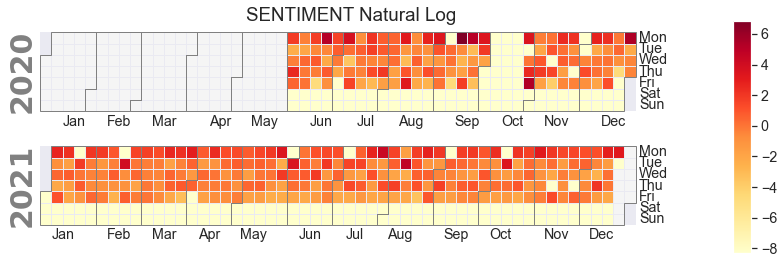 SENTIMENT Natural Log
2020
Mon
Tue
Wed
Thu
Fri
Sat
Sun
Jan Feb Mar Apr May Jun Jul Aug Sep Oct Nov Dec
2021
Mon
Tue
Wed
Thu
Fri
Sat
Sun
Jan Feb Mar Apr May Jun Jul Aug Sep Oct Nov Dec
6
4
2
0
−2
−4
−6
−8